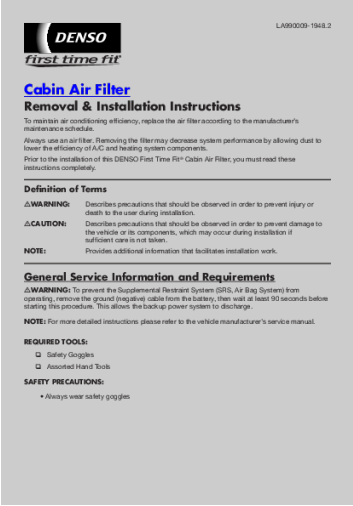 LA990009-1948.2
DENSO
first time fit®
Cabin Air Filter
Removal & Installation Instructions
To maintain air conditioning efficiency, replace the air filter according to the manufacturer's
maintenance schedule.
Always use an air filter. Removing the filter may decrease system performance by allowing dust to
lower the efficiency of A/C and heating system components.
Prior to the installation of this DENSO First Time Fit® Cabin Air Filter, you must read these
instructions completely.
Definition of Terms
⚠WARNING: Describes precautions that should be observed in order to prevent injury or
death to the user during installation.
⚠CAUTION: Describes precautions that should be observed in order to prevent damage to
the vehicle or its components, which may occur during installation if
sufficient care is not taken.
NOTE: Provides additional information that facilitates installation work.
General Service Information and Requirements
⚠WARNING: To prevent the Supplemental Restraint System (SRS, Air Bag System) from
operating, remove the ground (negative) cable from the battery, then wait at least 90 seconds before
starting this procedure. This allows the backup power system to discharge.
NOTE: For more detailed instructions please refer to the vehicle manufacturer's service manual.
REQUIRED TOOLS:
❑ Safety Goggles
❑ Assorted Hand Tools
SAFETY PRECAUTIONS:
• Always wear safety goggles